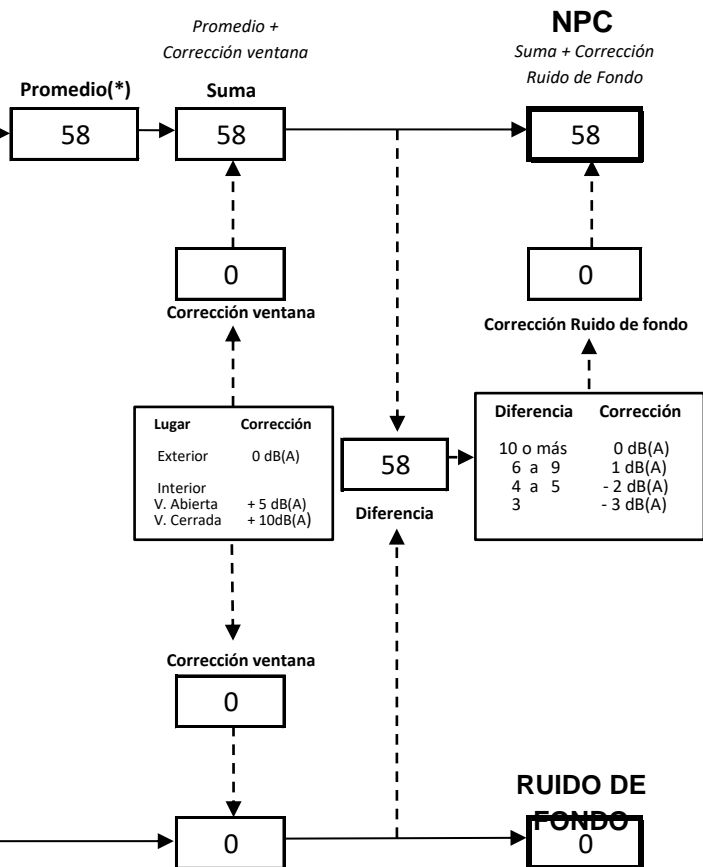 Promedio +
Corrección ventana
NPC
Suma + Corrección
Ruido de Fondo
Promedio(*)
Suma
58
58
58
0
0
Corrección ventana
Corrección Ruido de fondo
Lugar Corrección
Exterior 0 dB(A)
Interior
V. Abierta + 5 dB(A)
V. Cerrada + 10dB(A)
58
Diferencia
Diferencia Corrección
10 o más 0 dB(A)
6 a 9 1 dB(A)
4 a 5 - 2 dB(A)
3 - 3 dB(A)
Corrección ventana
0
RUIDO DE
FONDO
0
0